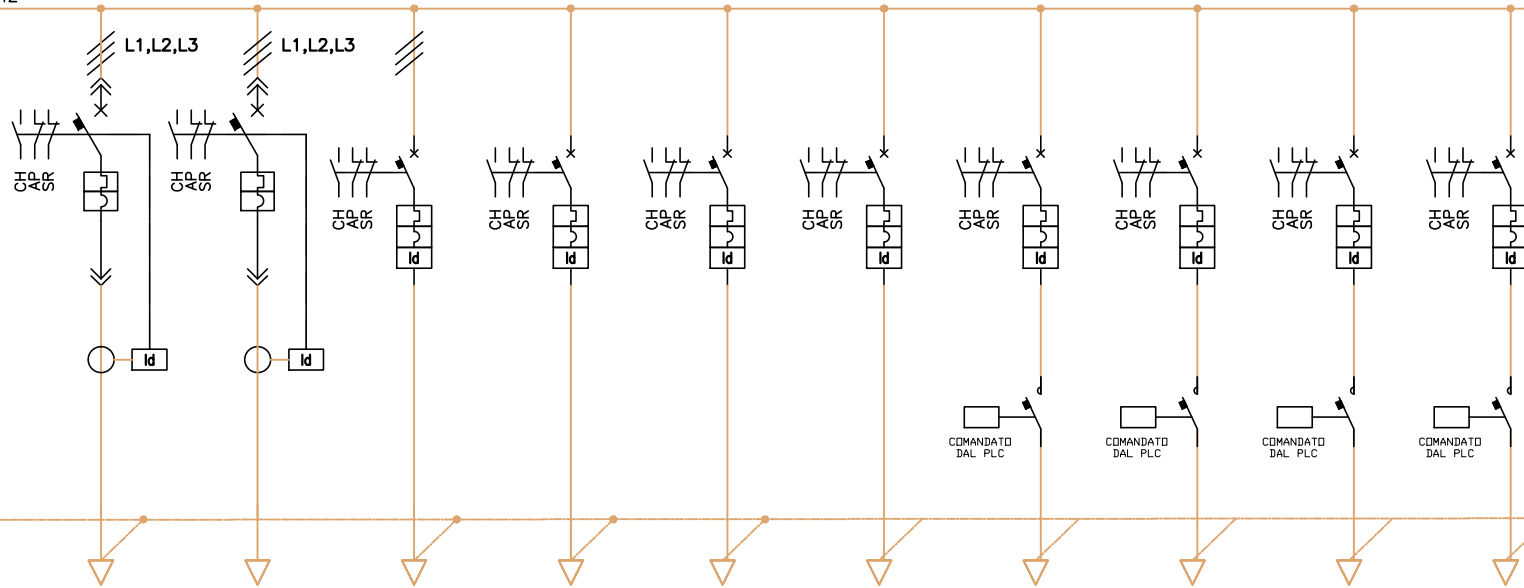 L1,L2,L3
L1,L2,L3
CH
AP
SR
CH
AP
SR
CH
AP
SR
CH
AP
SR
CH
AP
SR
CH
AP
SR
CH
AP
SR
CH
AP
SR
CH
AP
SR
CH
AP
SR
Id
Id
Id
Id
Id
Id
Id
Id
Id
Id
COMANDATO
DAL PLC
COMANDATO
DAL PLC
COMANDATO
DAL PLC
COMANDATO
DAL PLC